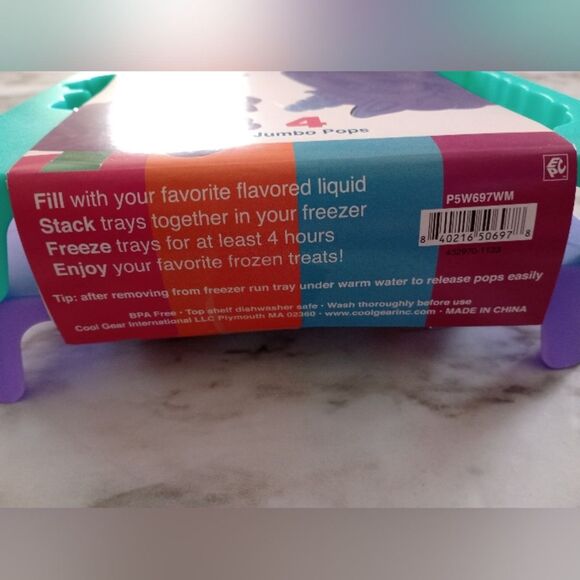 4
Jumbo Pops
Fill with your favorite flavored liquid
Stack trays together in your freezer
Freeze trays for at least 4 hours
Enjoy your favorite frozen treats!
Tip: after removing from freezer run tray under warm water to release pops easily
BPA Free • Top shelf dishwasher safe • Wash thoroughly before use
Cool Gear International LLC Plymouth MA 02360 • www.coolgearinc.com • MADE IN CHINA
P5W697WM
8 40216 50697 8